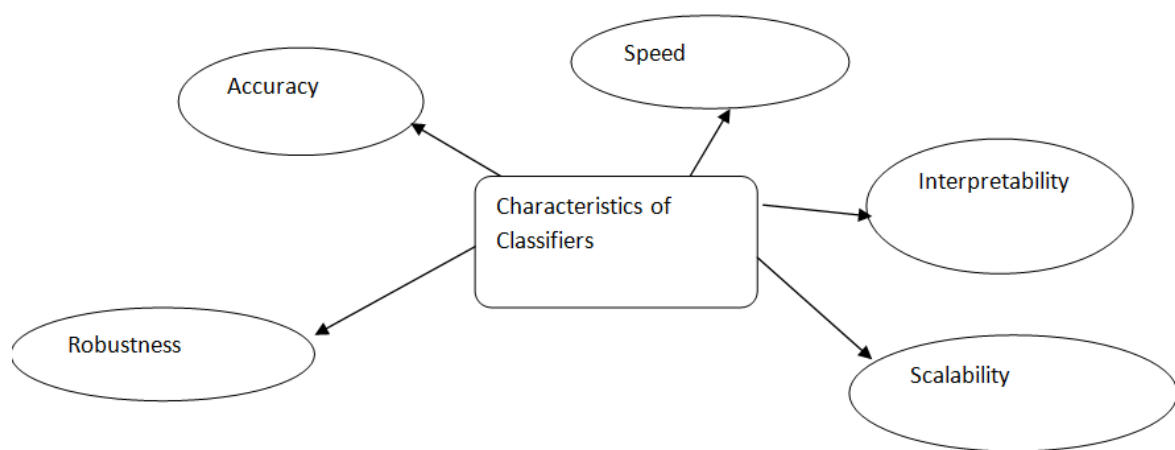 Speed
Accuracy
Interpretability
Characteristics of
Classifiers
Robustness
Scalability